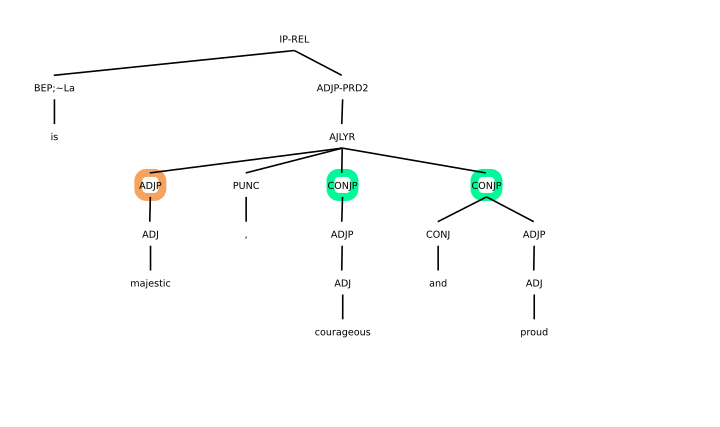 IP-REL
BEP;~La ADJP-PRD2
is AJLYR
ADJP PUNC CONJP CONJP
ADJ , ADJP CONJ ADJP
majestic ADJ and ADJ
courageous proud